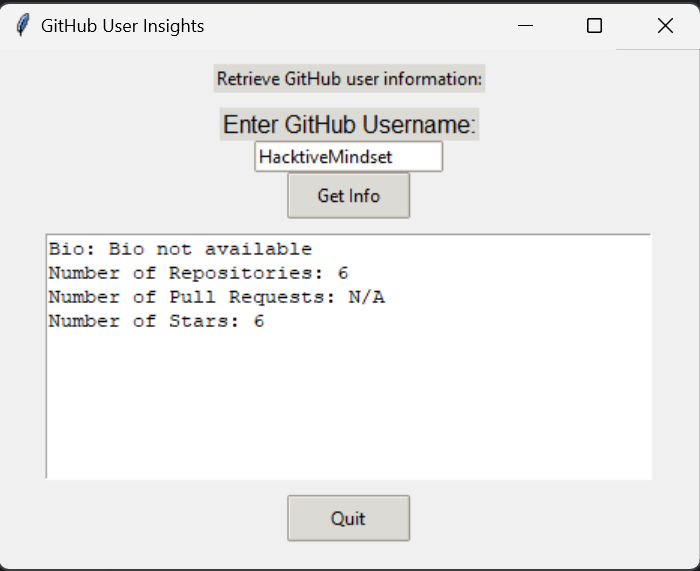 GitHub User Insights
Retrieve GitHub user information:
Enter GitHub Username:
HacktiveMindset
Get Info
Bio: Bio not available
Number of Repositories: 6
Number of Pull Requests: N/A
Number of Stars: 6
Quit